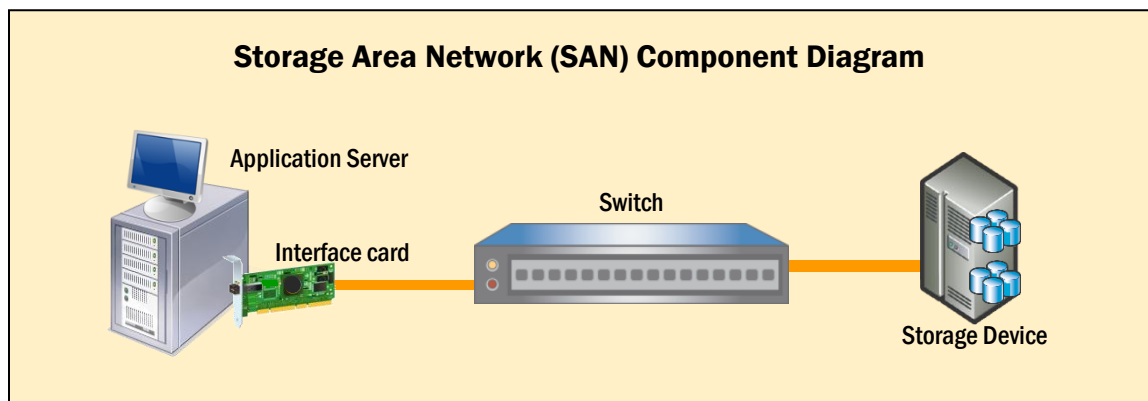 Storage Area Network (SAN) Component Diagram
Application Server
Switch
Interface card
Storage Device